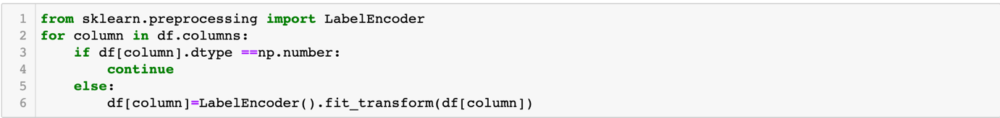 1 from sklearn.preprocessing import LabelEncoder
2 for column in df.columns:
3     if df[column].dtype ==np.number:
4         continue
5     else:
6         df[column]=LabelEncoder().fit_transform(df[column])